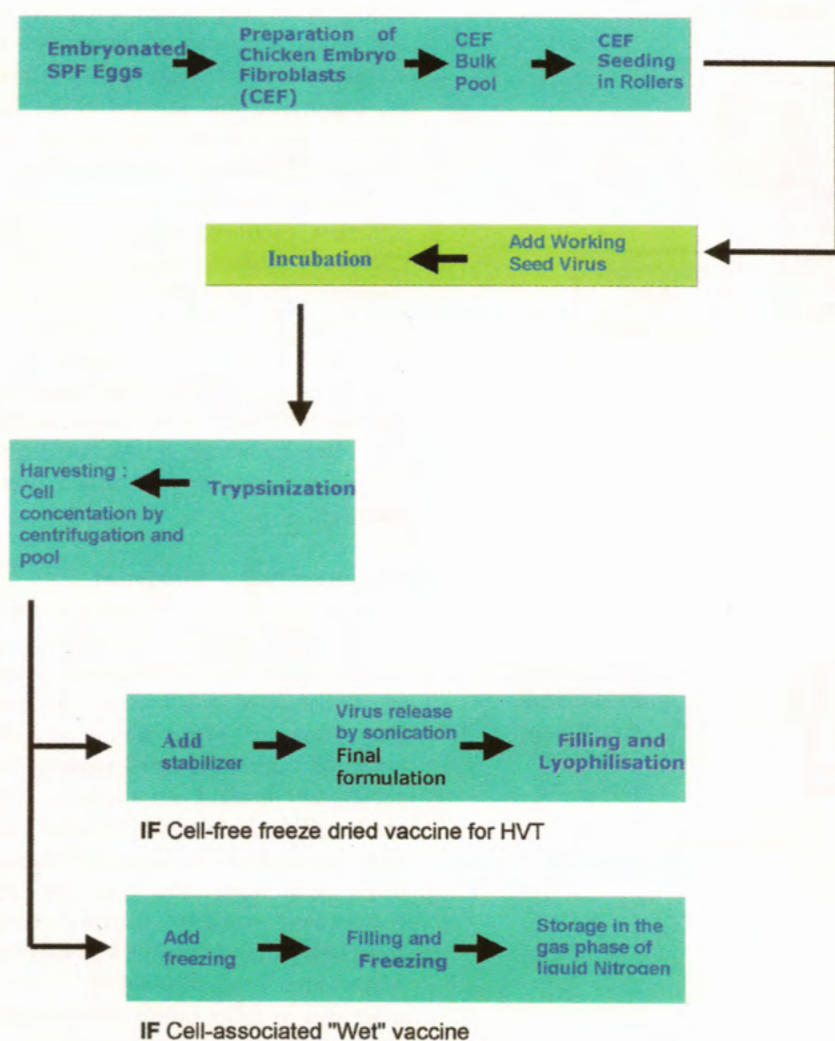 Embryonated
SPF Eggs
Preparation of
Chicken Embryo
Fibroblasts
(CEF)
CEF
Bulk
Pool
CEF
Seeding
in Rollers
Add Working
Seed Virus
Incubation
Trypsinization
Harvesting :
Cell
concentation by
centrifugation and
pool
Add
stabilizer
Virus release
by sonication
Final
formulation
Filling and
Lyophilisation
IF Cell-free freeze dried vaccine for HVT
Add
freezing
Filling and
Freezing
Storage in the
gas phase of
liquid Nitrogen
IF Cell-associated "Wet" vaccine